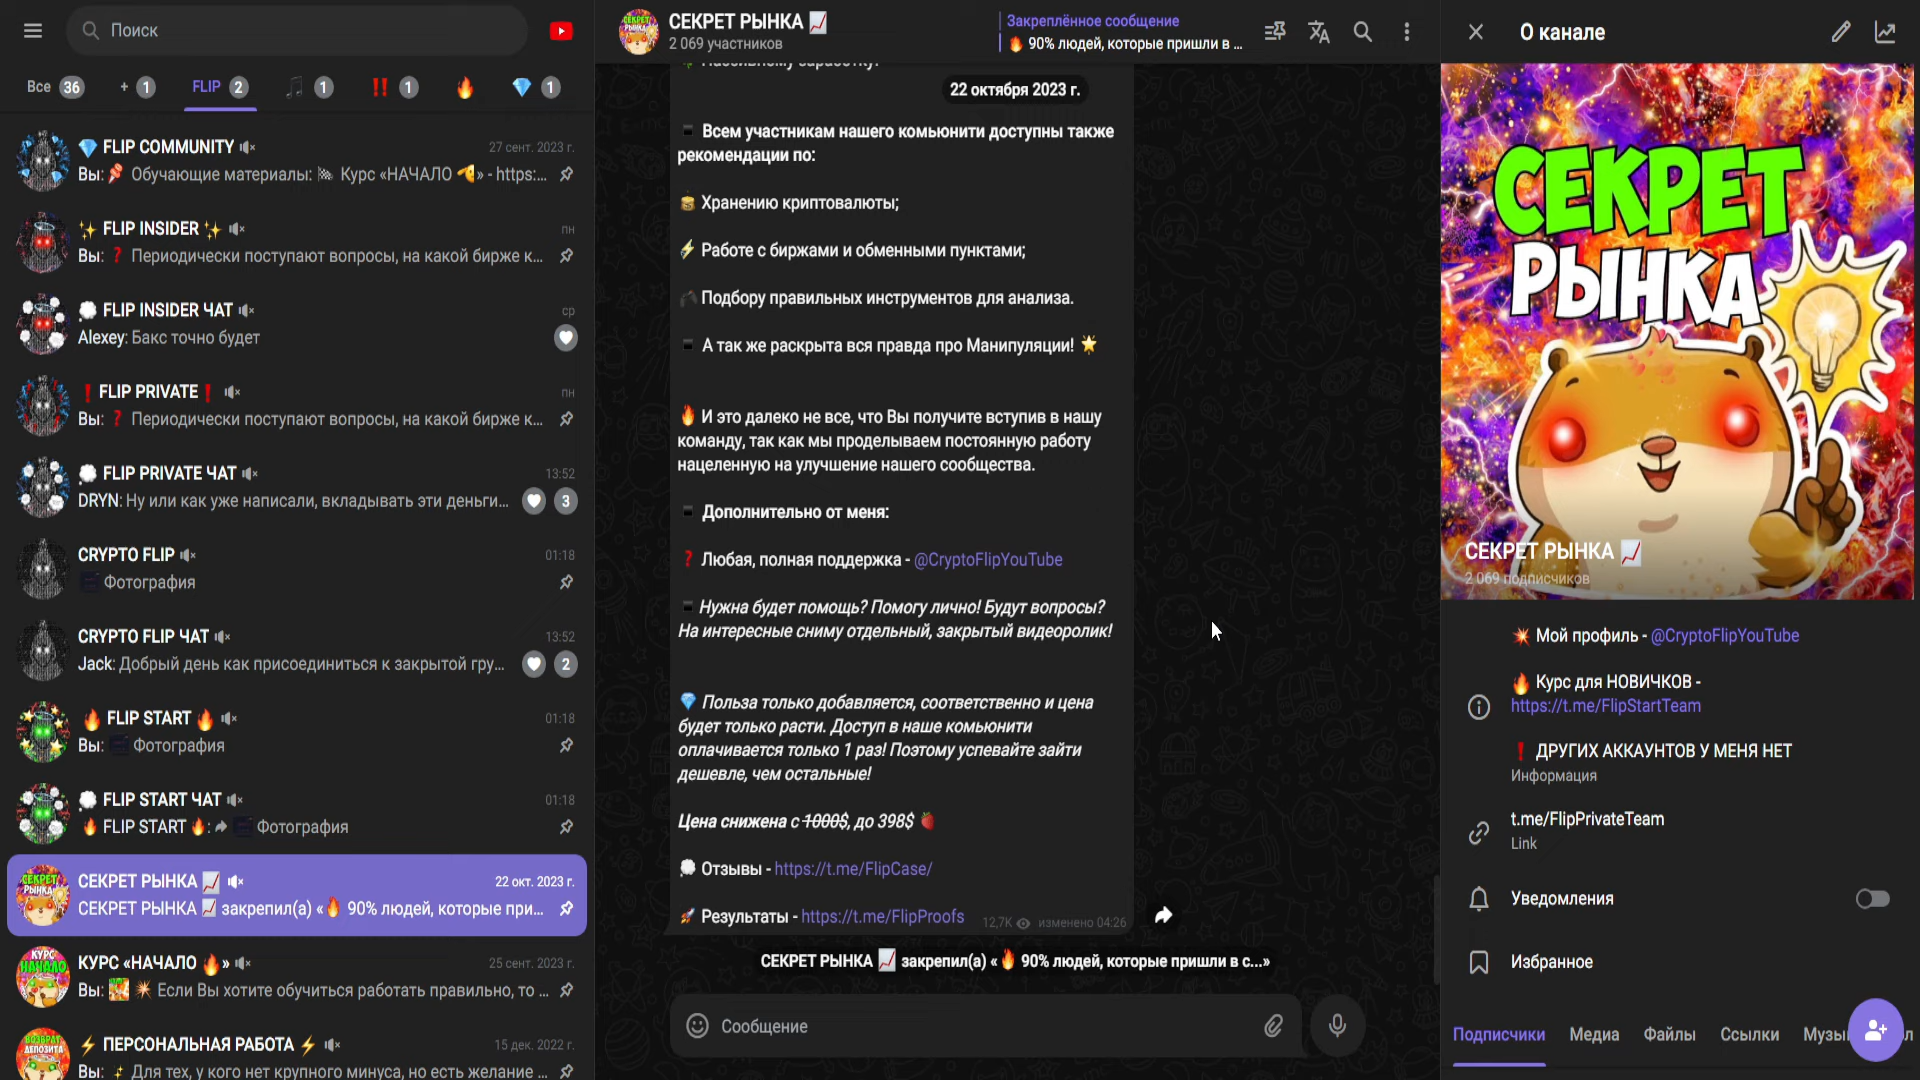 Поиск
Все 36
+ 1
FLIP 2
1
1
1
FLIP COMMUNITY
27 сент. 2023 г.
Вы: Обучающие материалы: Курс «НАЧАЛО » - https:...
FLIP INSIDER
пн
Вы: Периодически поступают вопросы, на какой бирже к...
FLIP INSIDER ЧАТ
ср
Alexey: Бакс точно будет
FLIP PRIVATE
пн
Вы: Периодически поступают вопросы, на какой бирже к...
FLIP PRIVATE ЧАТ
13:52
DRYN: Ну или как уже написали, вкладывать эти деньги... 3
CRYPTO FLIP
01:18
Фотография
CRYPTO FLIP ЧАТ
13:52
Jack: Добрый день как присоединиться к закрытой гру... 2
FLIP START
01:18
Вы: Фотография
FLIP START ЧАТ
01:18
FLIP START : Фотография
СЕКРЕТ РЫНКА
22 окт. 2023 г.
СЕКРЕТ РЫНКА закрепил(а) « 90% людей, которые при...
КУРС «НАЧАЛО »
25 сент. 2023 г.
Вы: Если Вы хотите обучиться работать правильно, то ...
ПЕРСОНАЛЬНАЯ РАБОТА
15 дек. 2022 г.
Вы: Для тех, у кого нет крупного минуса, но есть желание ...
СЕКРЕТ РЫНКА
2 069 участников
Закреплённое сообщение
90% людей, которые пришли в ...
22 октября 2023 г.
Всем участникам нашего комьюнити доступны также
рекомендации по:
Хранению криптовалюты;
Работе с биржами и обменными пунктами;
Подбору правильных инструментов для анализа.
А так же раскрыта вся правда про Манипуляции!
И это далеко не все, что Вы получите вступив в нашу
команду, так как мы проделываем постоянную работу
нацеленную на улучшение нашего сообщества.
Дополнительно от меня:
Любая, полная поддержка - @CryptoFlipYouTube
Нужна будет помощь? Помогу лично! Будут вопросы?
На интересные сниму отдельный, закрытый видеоролик!
Польза только добавляется, соответственно и цена
будет только расти. Доступ в наше комьюнити
оплачивается только 1 раз! Поэтому успевайте зайти
дешевле, чем остальные!
Цена снижена с 1000$, до 398$
Отзывы - https://t.me/FlipCase/
Результаты - https://t.me/FlipProofs
12,7K изменено 04:26
СЕКРЕТ РЫНКА закрепил(а) « 90% людей, которые пришли в с...»
Сообщение
О канале
СЕКРЕТ
РЫНКА
СЕКРЕТ РЫНКА
2 069 подписчиков
Мой профиль - @CryptoFlipYouTube
Курс для НОВИЧКОВ -
https://t.me/FlipStartTeam
ДРУГИХ АККАУНТОВ У МЕНЯ НЕТ
Информация
t.me/FlipPrivateTeam
Link
Уведомления
Избранное
Подписчики
Медиа
Файлы
Ссылки